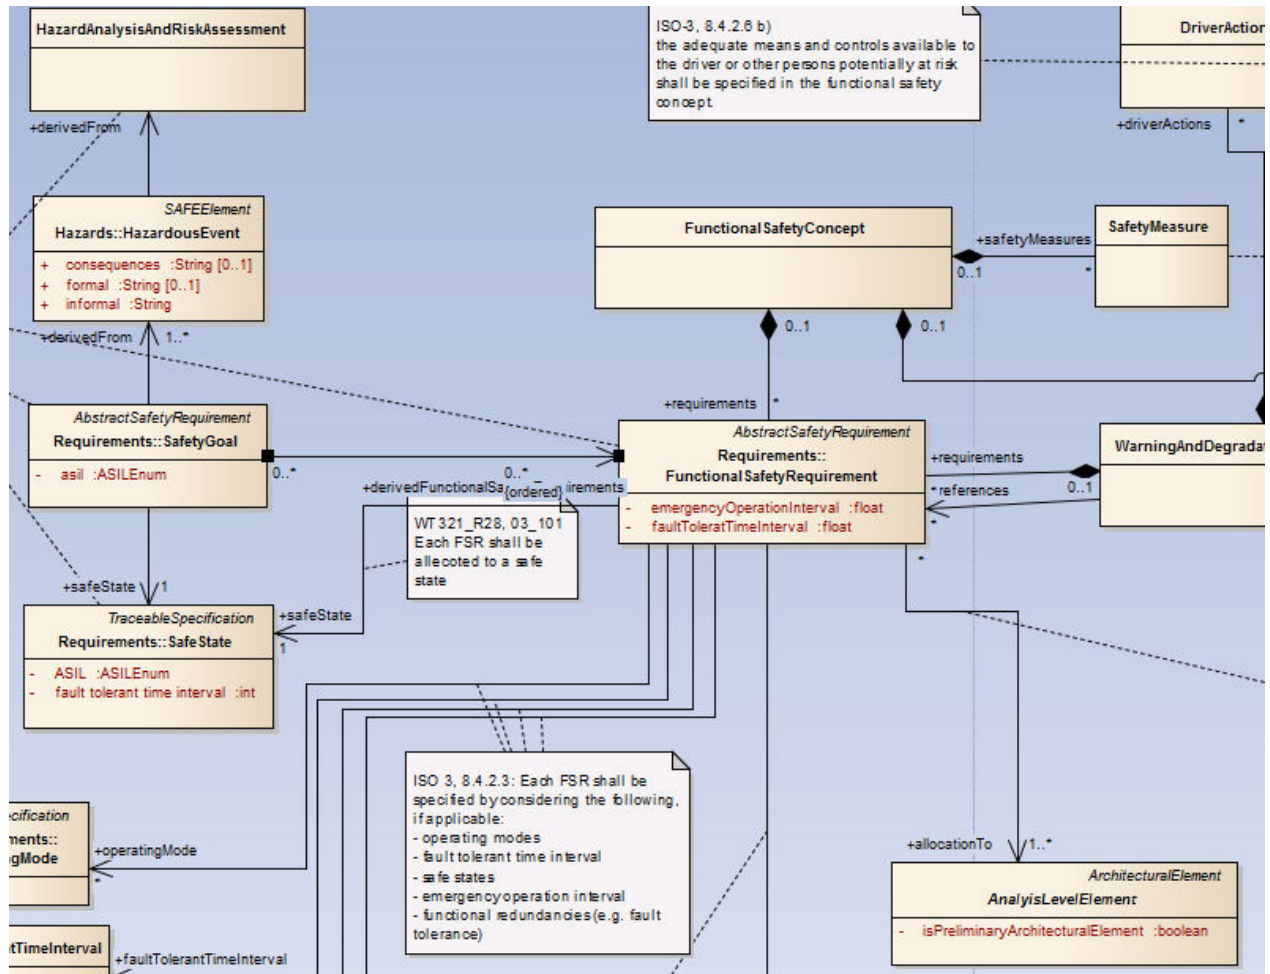 HazardAnalysisAndRiskAssessment
ISO-3, 8.4.2.6 b)
the adequate means and controls available to
the driver or other persons potentially at risk
shall be specified in the functional safety
concept.
+derivedFrom
+driverActions
*
SAFEElement
Hazards::HazardousEvent
+ consequences :String [0..1]
+ formal :String [0..1]
+ informal :String
FunctionalSafetyConcept
+safetyMeasures
0..1
*
SafetyMeasure
+derivedFrom
1..*
0..1
0..1
+requirements
*
AbstractSafetyRequirement
Requirements::SafetyGoal
- asil :ASILEnum
0..*
0..*
+derivedFunctionalSa
{ordered}
irements
AbstractSafetyRequirement
Requirements::
FunctionalSafetyRequirement
- emergencyOperationInterval :float
- faultToleratTimeInterval :float
+requirements
*
0..1
references
*
WT321_R28, 03_101
Each FSR shall be
allecoted to a safe
state
+safeState
1
+safeState
1
*
TraceableSpecification
Requirements::SafeState
- ASIL :ASILEnum
- fault tolerant time interval :int
ISO 3, 8.4.2.3: Each FSR shall be
specified by considering the following,
if applicable:
- operating modes
- fault tolerant time interval
- safe states
- emergency operation interval
- functional redundancies (e.g. fault
tolerance)
+operatingMode
*
+allocationTo
1..*
ArchitecturalElement
AnalyisLevelElement
- isPreliminaryArchitecturalElement :boolean
+faultTolerantTimeInterval